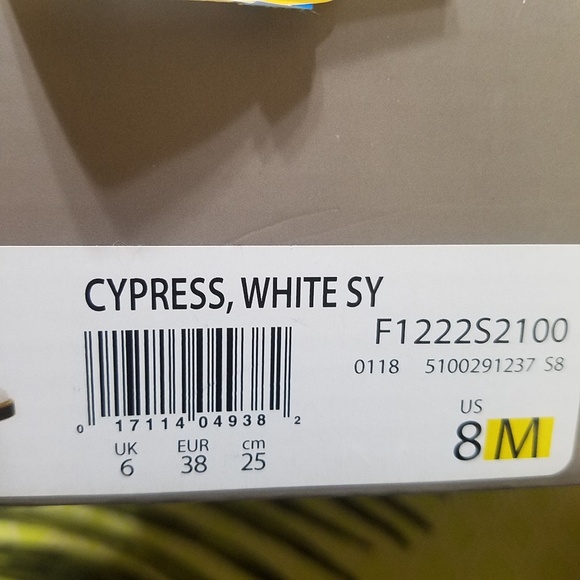 CYPRESS, WHITE SY
F1222S2100
0118 5100291237 S8
0 17114 04938 2
US
8 M
UK EUR cm
6 38 25